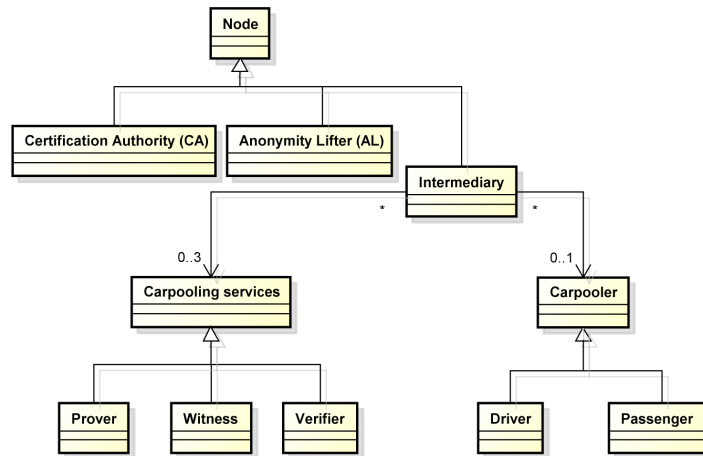 Node
Certification Authority (CA)
Anonymity Lifter (AL)
Intermediary
*
*
0..3
0..1
Carpooling services
Carpooler
Prover
Witness
Verifier
Driver
Passenger